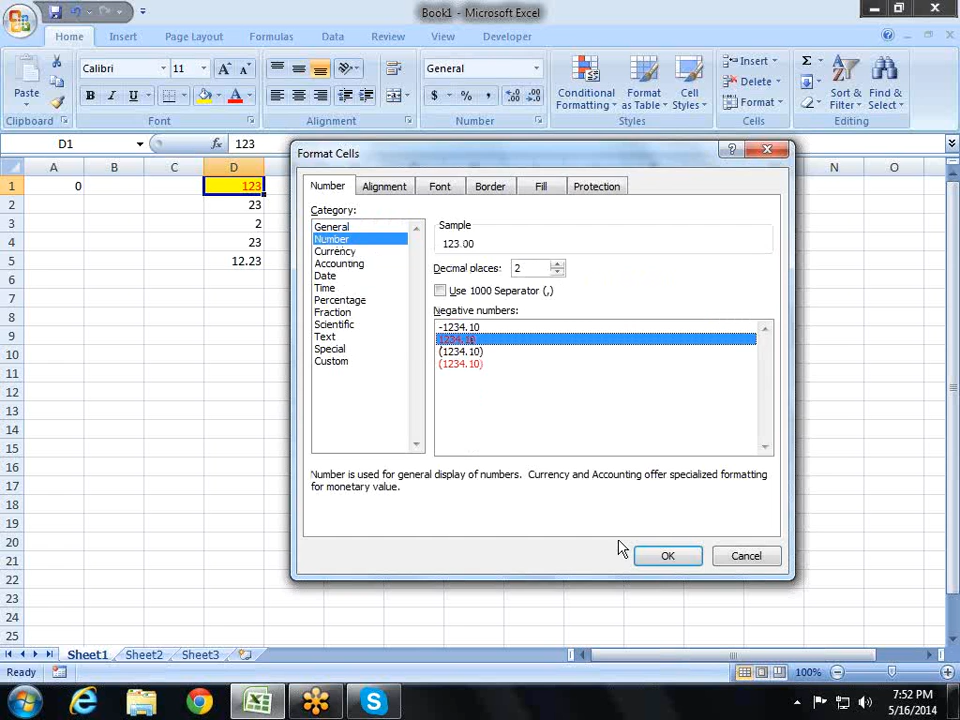 Book1 - Microsoft Excel
Home Insert Page Layout Formulas Data Review View Developer
Paste
Calibri 11
General
Conditional Formatting
Format as Table
Cell Styles
Insert
Delete
Format
Sort & Filter
Find & Select
Clipboard Font Alignment Number Styles Cells Editing
D1 fx 123
A B C D N O
1 0 123
2 23
3 2
4 23
5 12.23
6
7
8
9
10
11
12
13
14
15
16
17
18
19
20
21
22
23
24
25
Format Cells
Number Alignment Font Border Fill Protection
Category:
General
Number
Currency
Accounting
Date
Time
Percentage
Fraction
Scientific
Text
Special
Custom
Sample
123.00
Decimal places: 2
Use 1000 Separator (,)
Negative numbers:
-1234.10
1234.10
(1234.10)
(1234.10)
Number is used for general display of numbers. Currency and Accounting offer specialized formatting
for monetary value.
OK Cancel
Sheet1 Sheet2 Sheet3
Ready 100%
7:52 PM
5/16/2014